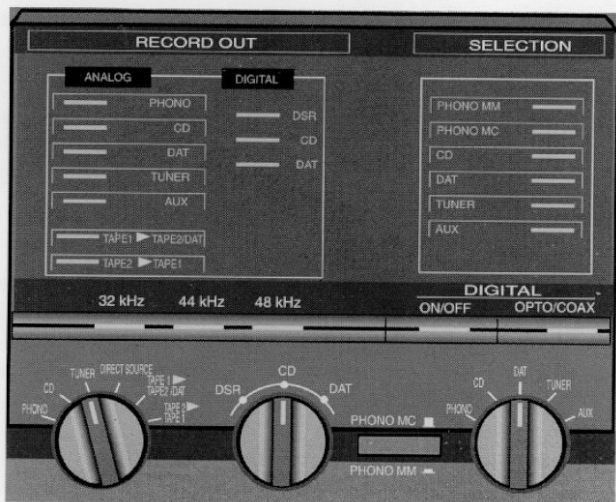 RECORD OUT
SELECTION
ANALOG
DIGITAL
PHONO
CD
DAT
TUNER
AUX
TAPE1 ▶ TAPE2/DAT
TAPE2 ▶ TAPE1
DSR
CD
DAT
PHONO MM
PHONO MC
CD
DAT
TUNER
AUX
32 kHz 44 kHz 48 kHz
DIGITAL
ON/OFF OPTO/COAX
PHONO
CD
TUNER
DIRECT SOURCE
TAPE 1 ▶
TAPE2 /DAT
TAPE 2 ▶
TAPE 1
DSR
CD
DAT
PHONO MC
PHONO MM
PHONO
CD
DAT
TUNER
AUX